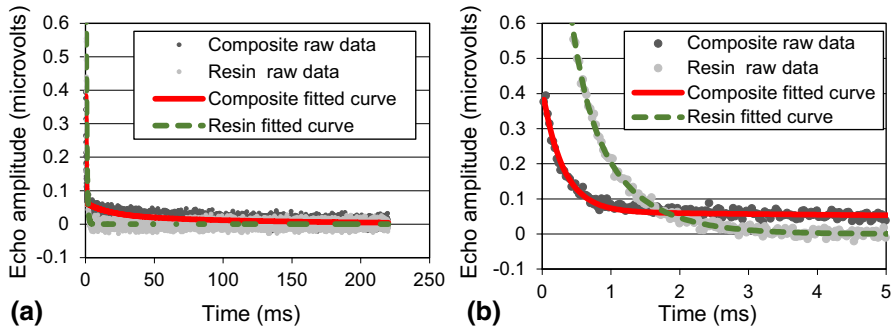 0.6
0.5
0.4
0.3
0.2
0.1
0
-0.1
Echo amplitude (microvolts)
Composite raw data
Resin raw data
Composite fitted curve
Resin fitted curve
0 50 100 150 200 250
Time (ms)
(a)
0.6
0.5
0.4
0.3
0.2
0.1
0
-0.1
Echo amplitude (microvolts)
Composite raw data
Resin raw data
Composite fitted curve
Resin fitted curve
0 1 2 3 4 5
Time (ms)
(b)